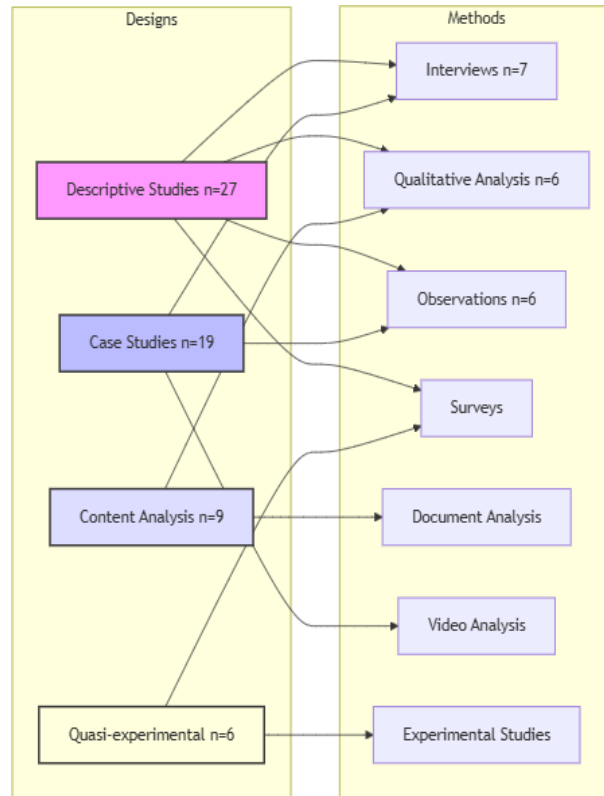 Designs
Methods
Interviews n=7
Descriptive Studies n=27
Qualitative Analysis n=6
Observations n=6
Case Studies n=19
Surveys
Content Analysis n=9
Document Analysis
Video Analysis
Quasi-experimental n=6
Experimental Studies